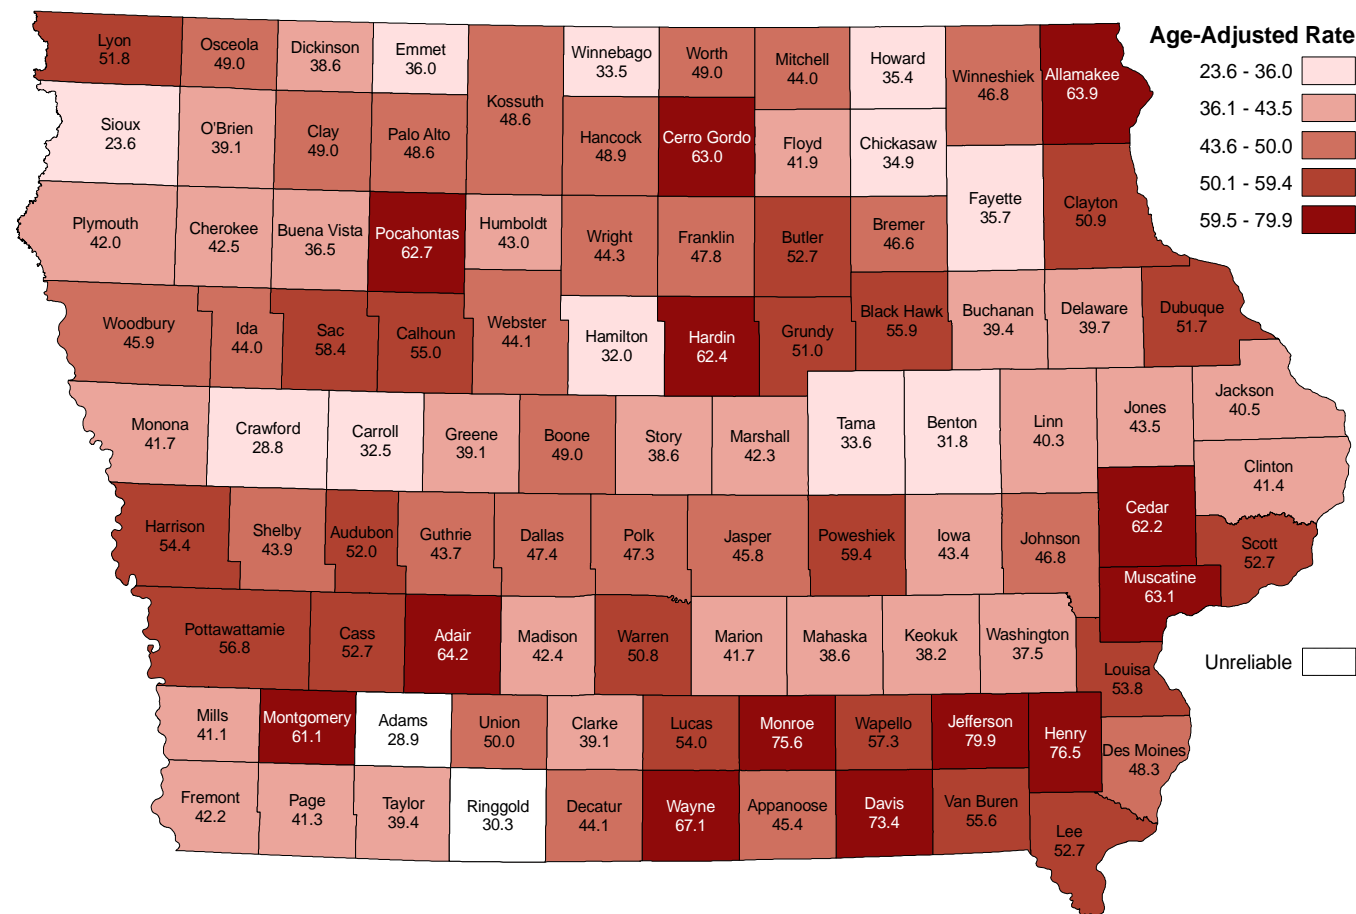 Age-Adjusted Rate
23.6 - 36.0
36.1 - 43.5
43.6 - 50.0
50.1 - 59.4
59.5 - 79.9
Unreliable
Lyon
51.8
Osceola
49.0
Dickinson
38.6
Emmet
36.0
Kossuth
48.6
Winnebago
33.5
Worth
49.0
Mitchell
44.0
Howard
35.4
Winneshiek
46.8
Allamakee
63.9
Sioux
23.6
O'Brien
39.1
Clay
49.0
Palo Alto
48.6
Hancock
48.9
Cerro Gordo
63.0
Floyd
41.9
Chickasaw
34.9
Fayette
35.7
Clayton
50.9
Plymouth
42.0
Cherokee
42.5
Buena Vista
36.5
Pocahontas
62.7
Humboldt
43.0
Wright
44.3
Franklin
47.8
Butler
52.7
Bremer
46.6
Woodbury
45.9
Ida
44.0
Sac
58.4
Calhoun
55.0
Webster
44.1
Hamilton
32.0
Hardin
62.4
Grundy
51.0
Black Hawk
55.9
Buchanan
39.4
Delaware
39.7
Dubuque
51.7
Monona
41.7
Crawford
28.8
Carroll
32.5
Greene
39.1
Boone
49.0
Story
38.6
Marshall
42.3
Tama
33.6
Benton
31.8
Linn
40.3
Jones
43.5
Jackson
40.5
Clinton
41.4
Cedar
62.2
Harrison
54.4
Shelby
43.9
Audubon
52.0
Guthrie
43.7
Dallas
47.4
Polk
47.3
Jasper
45.8
Poweshiek
59.4
Iowa
43.4
Johnson
46.8
Scott
52.7
Muscatine
63.1
Pottawattamie
56.8
Cass
52.7
Adair
64.2
Madison
42.4
Warren
50.8
Marion
41.7
Mahaska
38.6
Keokuk
38.2
Washington
37.5
Louisa
53.8
Mills
41.1
Montgomery
61.1
Adams
28.9
Union
50.0
Clarke
39.1
Lucas
54.0
Monroe
75.6
Wapello
57.3
Jefferson
79.9
Henry
76.5
Des Moines
48.3
Fremont
42.2
Page
41.3
Taylor
39.4
Ringgold
30.3
Decatur
44.1
Wayne
67.1
Appanoose
45.4
Davis
73.4
Van Buren
55.6
Lee
52.7